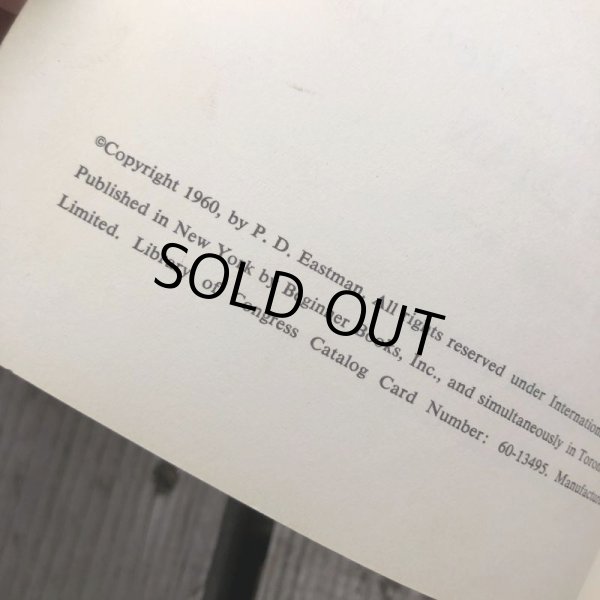 ©Copyright 1960, by P. D. Eastman. All rights reserved under Internation
Published in New York by Beginner Books, Inc., and simultaneously in Toro
Limited. Library of Congress Catalog Card Number: 60-13495. Manufactur
SOLD OUT